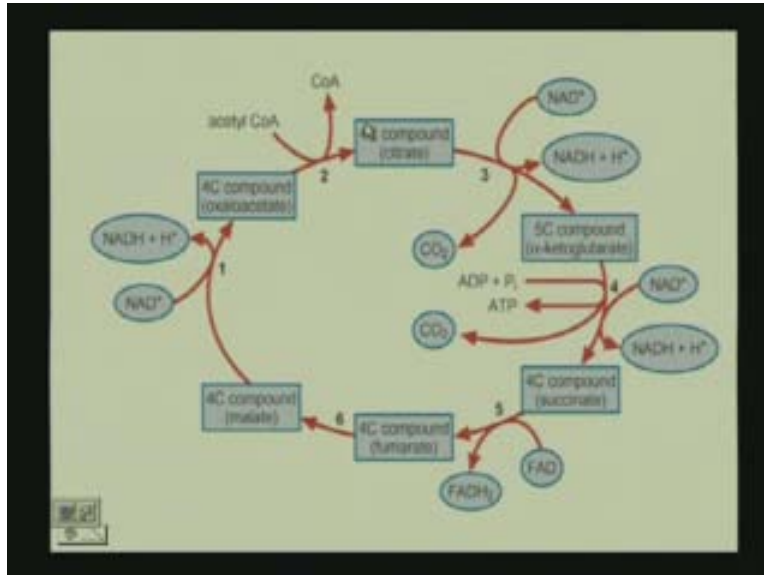 CoA
acetyl CoA
compound
(citrate)
NAD⁺
NADH + H⁺
2
3
4C compound
(oxaloacetate)
5C compound
(α-ketoglutarate)
NADH + H⁺
CO₂
1
NAD⁺
ADP + Pᵢ
4
NAD⁺
ATP
CO₂
NADH + H⁺
4C compound
(succinate)
4C compound
(malate)
6
5
4C compound
(fumarate)
FAD
FADH₂